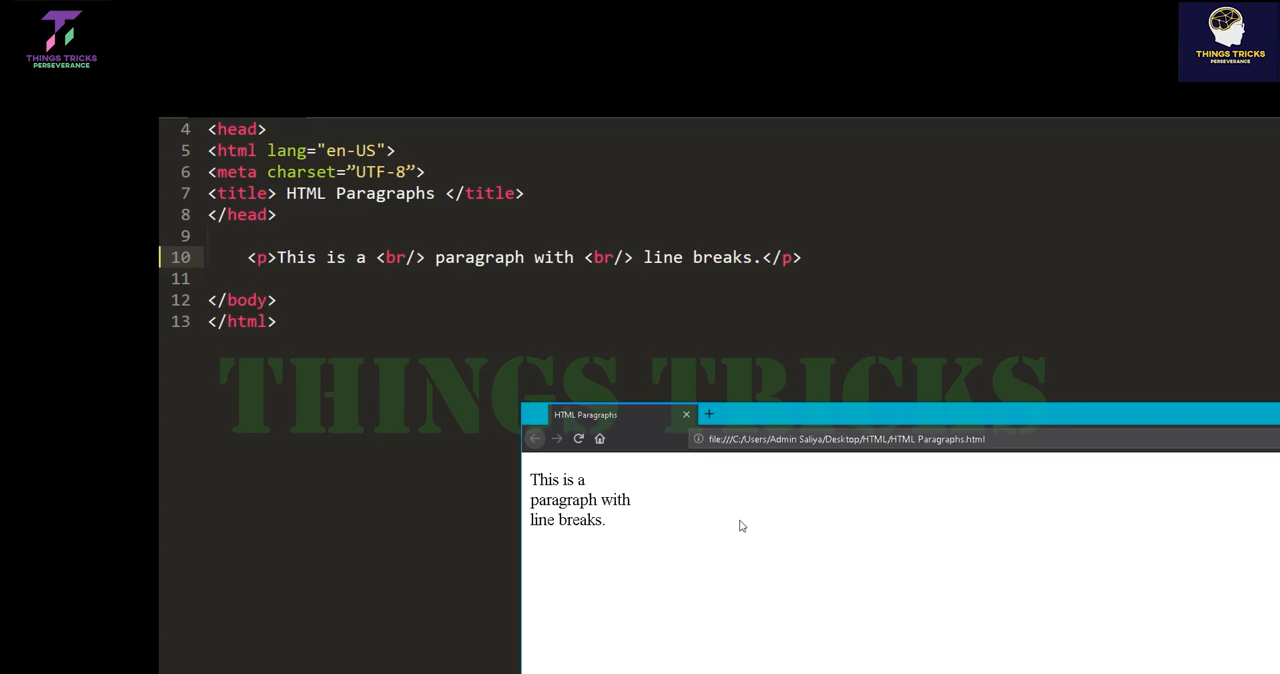 THINGS TRICKS
PERSEVERANCE
THINGS TRICKS
PERSEVERANCE
4 <head>
5 <html lang="en-US">
6 <meta charset=”UTF-8”>
7 <title> HTML Paragraphs </title>
8 </head>
9
10 <p>This is a <br/> paragraph with <br/> line breaks.</p>
11
12 </body>
13 </html>
THINGS TRICKS
HTML Paragraphs
file:///C:/Users/Admin Saliya/Desktop/HTML/HTML Paragraphs.html
This is a
paragraph with
line breaks.